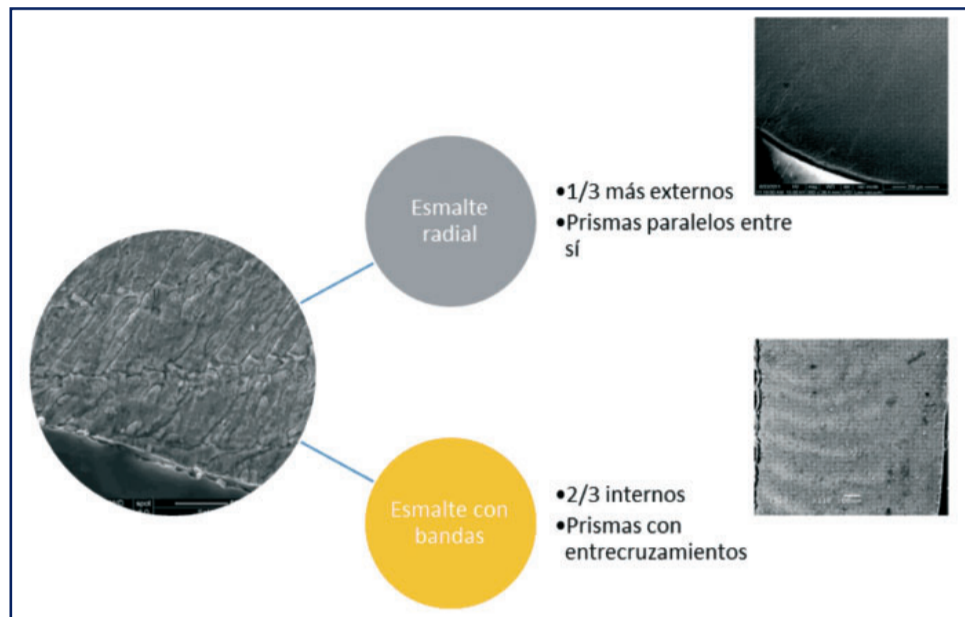 Esmalte
radial
•1/3 más externos
•Prismas paralelos entre
sí
Esmalte con
bandas
•2/3 internos
•Prismas con
entrecruzamientos
spot